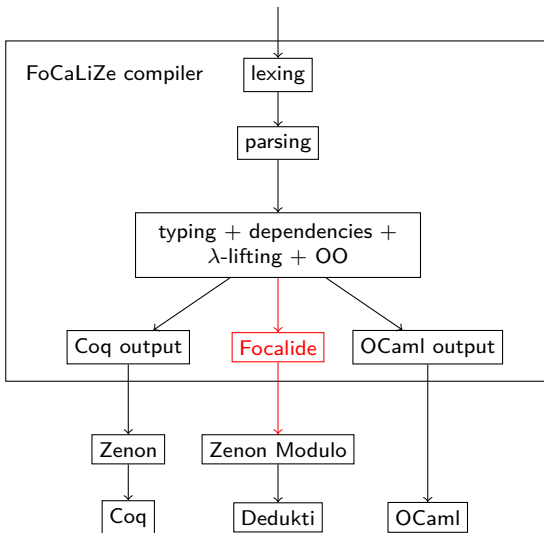 FoCaLiZe compiler
lexing
parsing
typing + dependencies +
λ-lifting + OO
Coq output
Focalide
OCaml output
Zenon
Zenon Modulo
Coq
Dedukti
OCaml